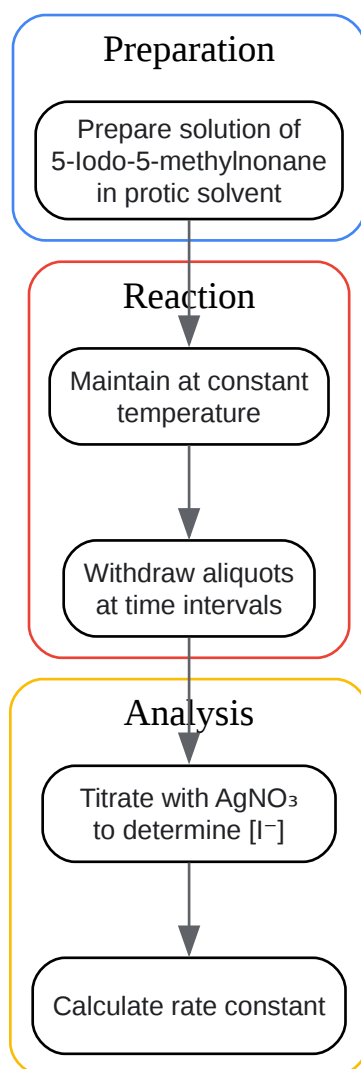 Preparation
Prepare solution of
5-Iodo-5-methylnonane
in protic solvent
Reaction
Maintain at constant
temperature
Withdraw aliquots
at time intervals
Analysis
Titrate with AgNO₃
to determine [I⁻]
Calculate rate constant